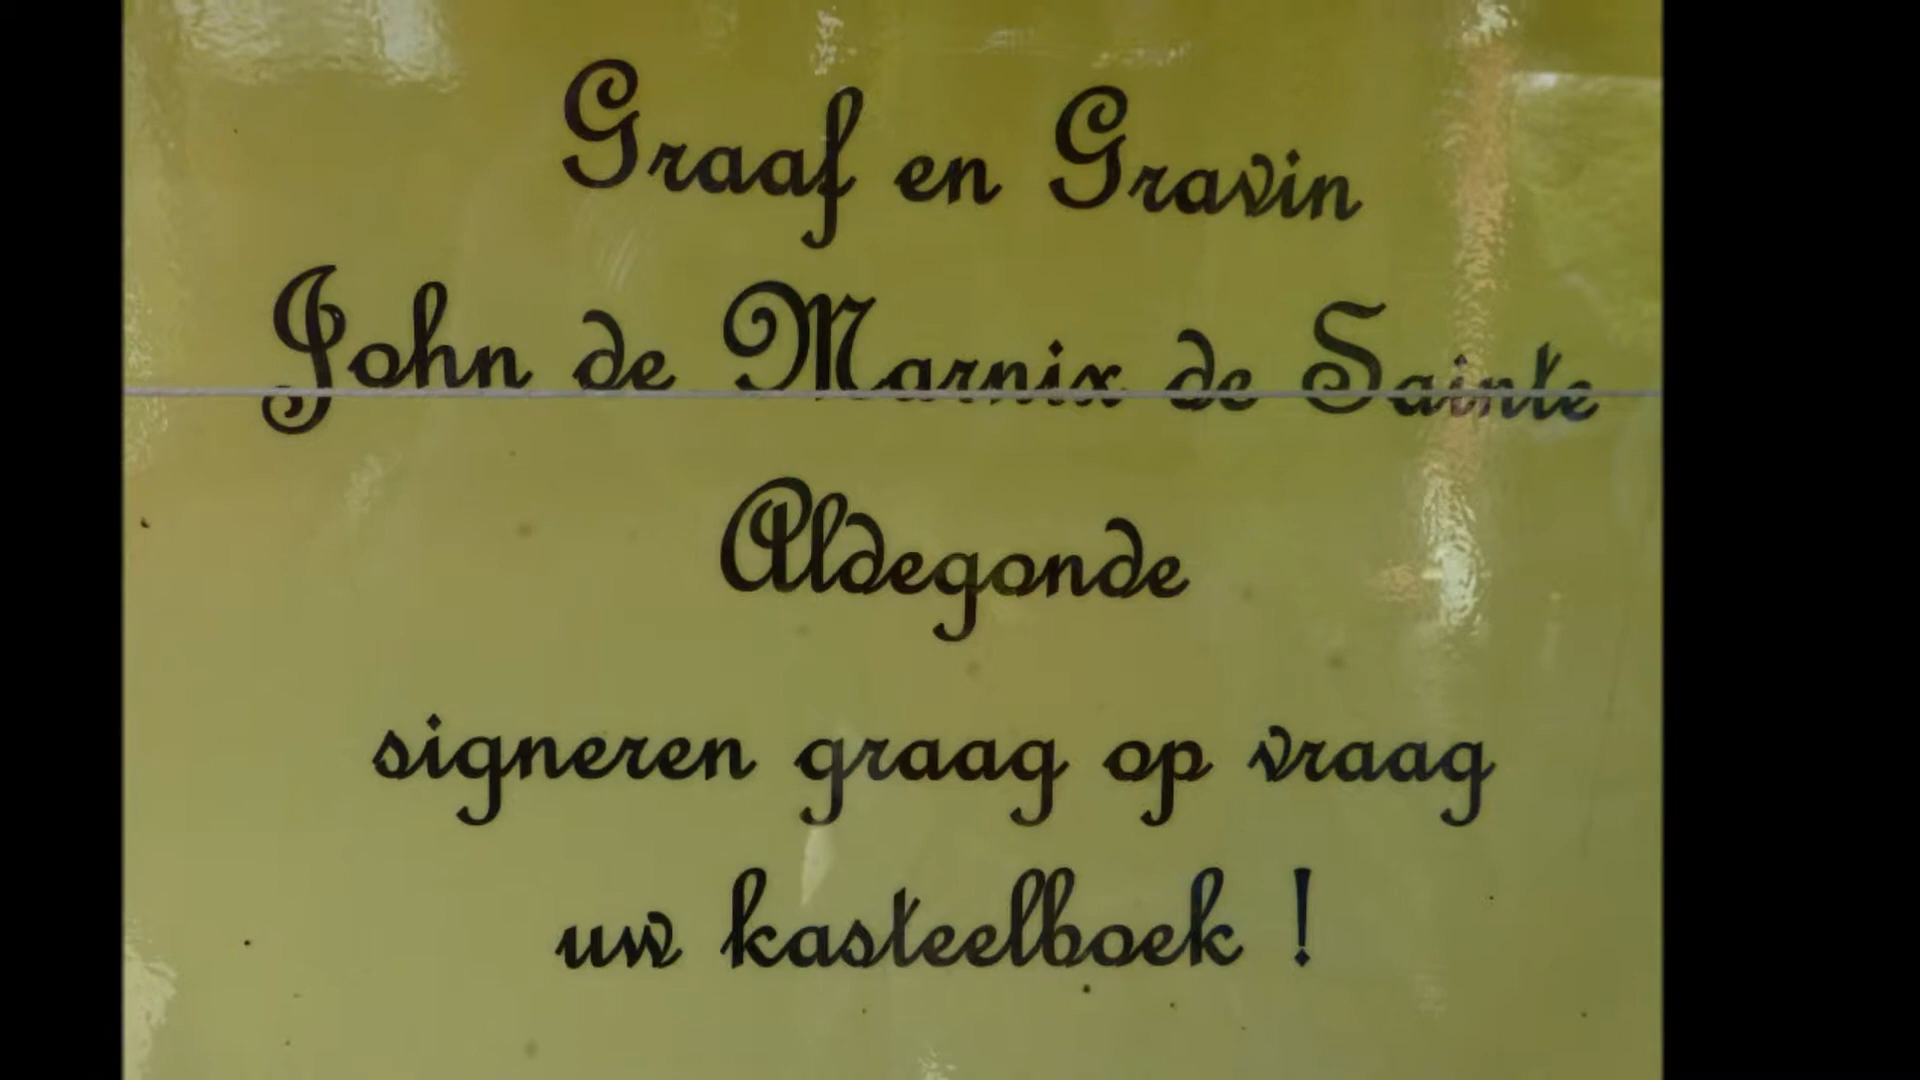 Graaf en Gravin
John de Marnix de Sainte
Aldegonde
signeren graag op vraag
uw kasteelboek !